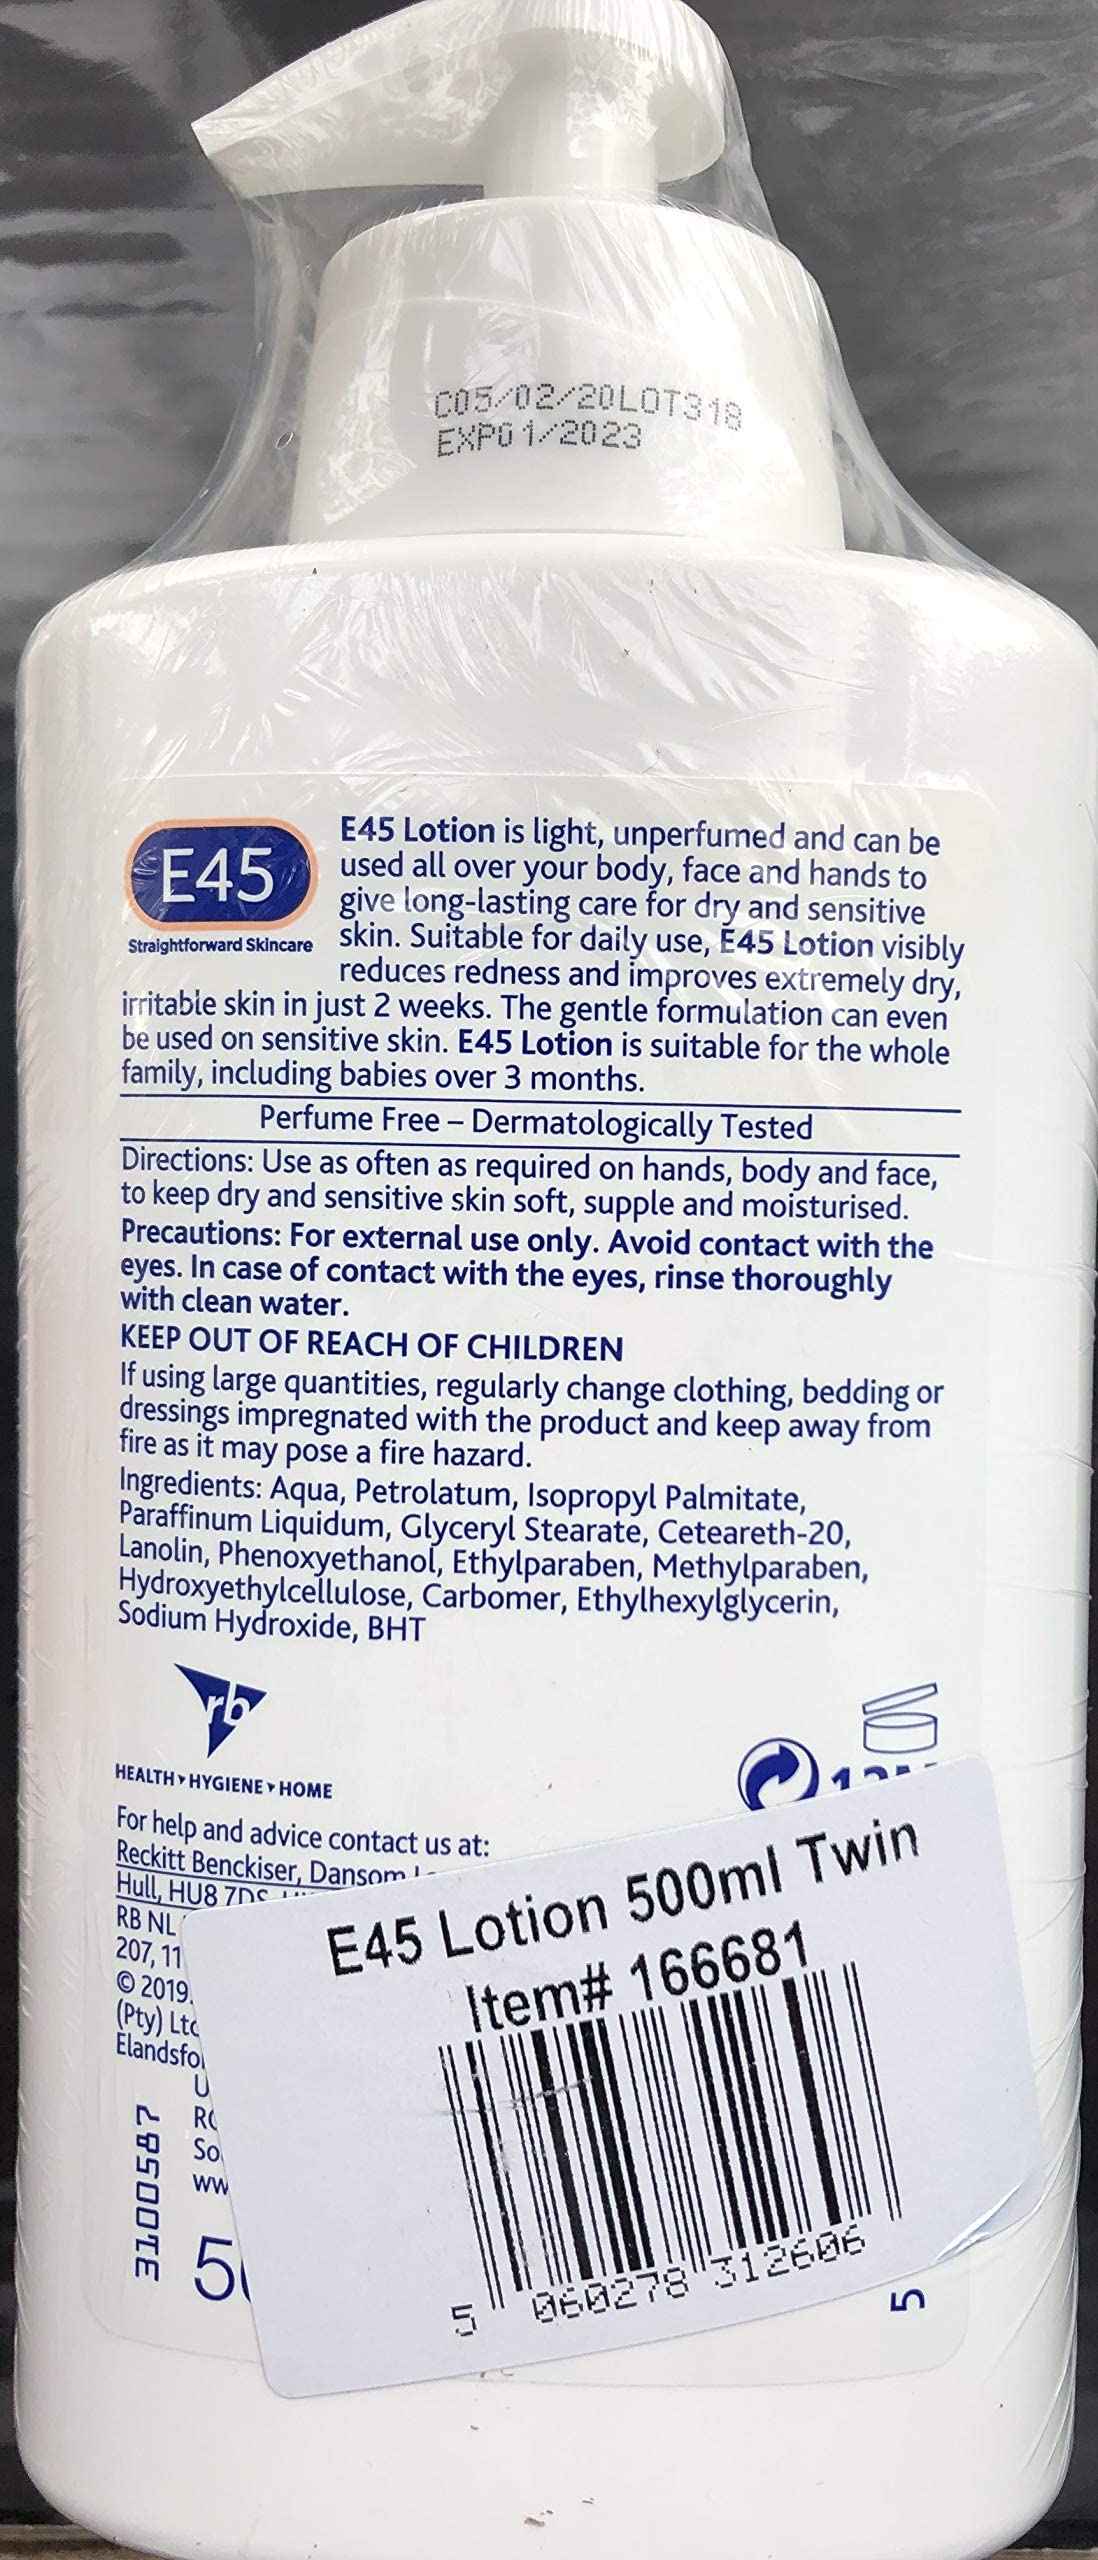 C05/02/20LOT318
EXP01/2023
E45
Straightforward Skincare
E45 Lotion is light, unperfumed and can be
used all over your body, face and hands to
give long-lasting care for dry and sensitive
skin. Suitable for daily use, E45 Lotion visibly
reduces redness and improves extremely dry,
irritable skin in just 2 weeks. The gentle formulation can even
be used on sensitive skin. E45 Lotion is suitable for the whole
family, including babies over 3 months.
Perfume Free – Dermatologically Tested
Directions: Use as often as required on hands, body and face,
to keep dry and sensitive skin soft, supple and moisturised.
Precautions: For external use only. Avoid contact with the
eyes. In case of contact with the eyes, rinse thoroughly
with clean water.
KEEP OUT OF REACH OF CHILDREN
If using large quantities, regularly change clothing, bedding or
dressings impregnated with the product and keep away from
fire as it may pose a fire hazard.
Ingredients: Aqua, Petrolatum, Isopropyl Palmitate,
Paraffinum Liquidum, Glyceryl Stearate, Ceteareth-20,
Lanolin, Phenoxyethanol, Ethylparaben, Methylparaben,
Hydroxyethylcellulose, Carbomer, Ethylhexylglycerin,
Sodium Hydroxide, BHT
rb
HEALTH HYGIENE HOME
For help and advice contact us at:
Reckitt Benckiser, Dansom
Hull, HU8 7DS
RB NL
207, 11
© 2019
(Pty)
So
ww
3100587
5
E45 Lotion 500ml Twin
Item# 166681
5 060278 312606